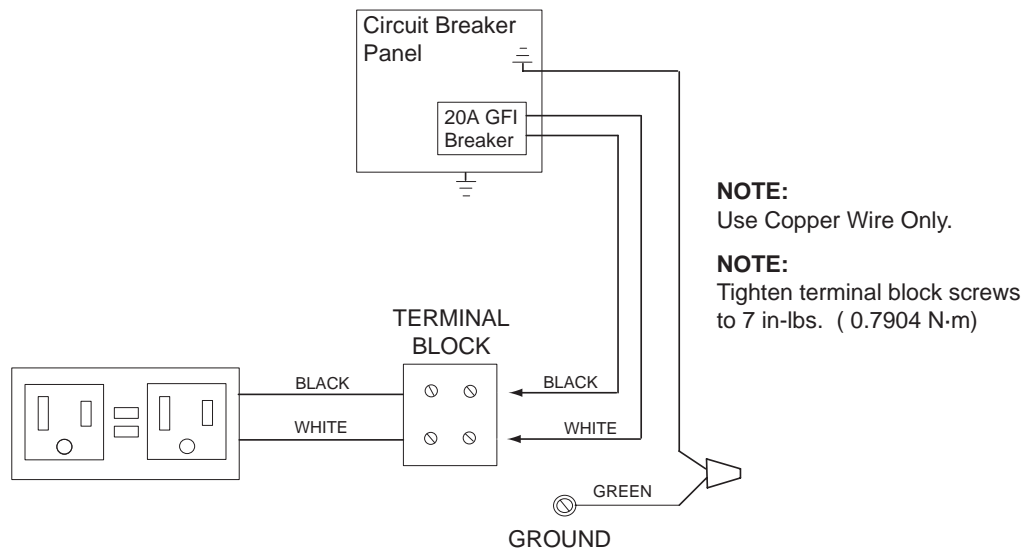 Circuit Breaker
Panel
20A GFI
Breaker
NOTE:
Use Copper Wire Only.
NOTE:
Tighten terminal block screws
to 7 in-lbs. ( 0.7904 N·m)
TERMINAL
BLOCK
BLACK
BLACK
WHITE
WHITE
GREEN
GROUND